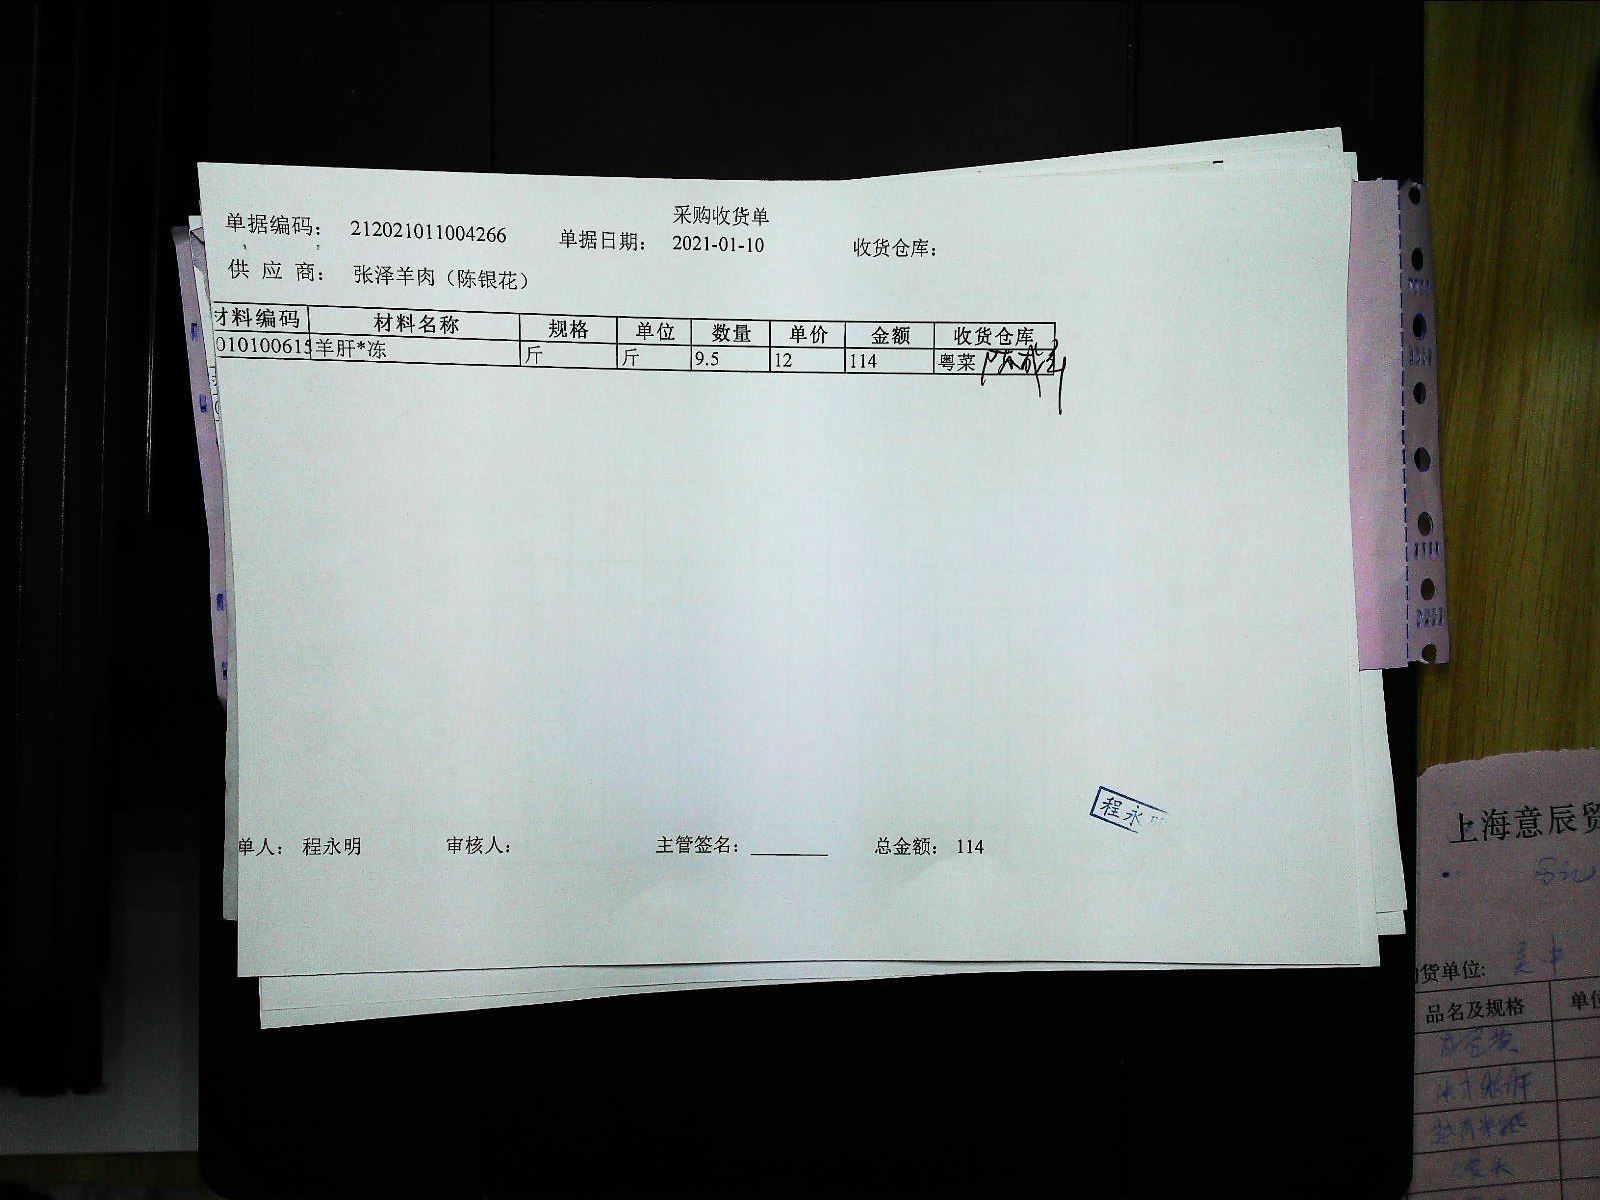 采购收货单
单据编码： 212021011004266 单据日期： 2021-01-10 收货仓库：
供 应 商： 张泽羊肉（陈银花）
材料编码 材料名称 规格 单位 数量 单价 金额 收货仓库
010100615 羊肝*冻 斤 斤 9.5 12 114 粤菜
程永
单人： 程永明 审核人： 主管签名： 总金额： 114
上海意辰贸
货单位: 吴中
品名及规格 单位